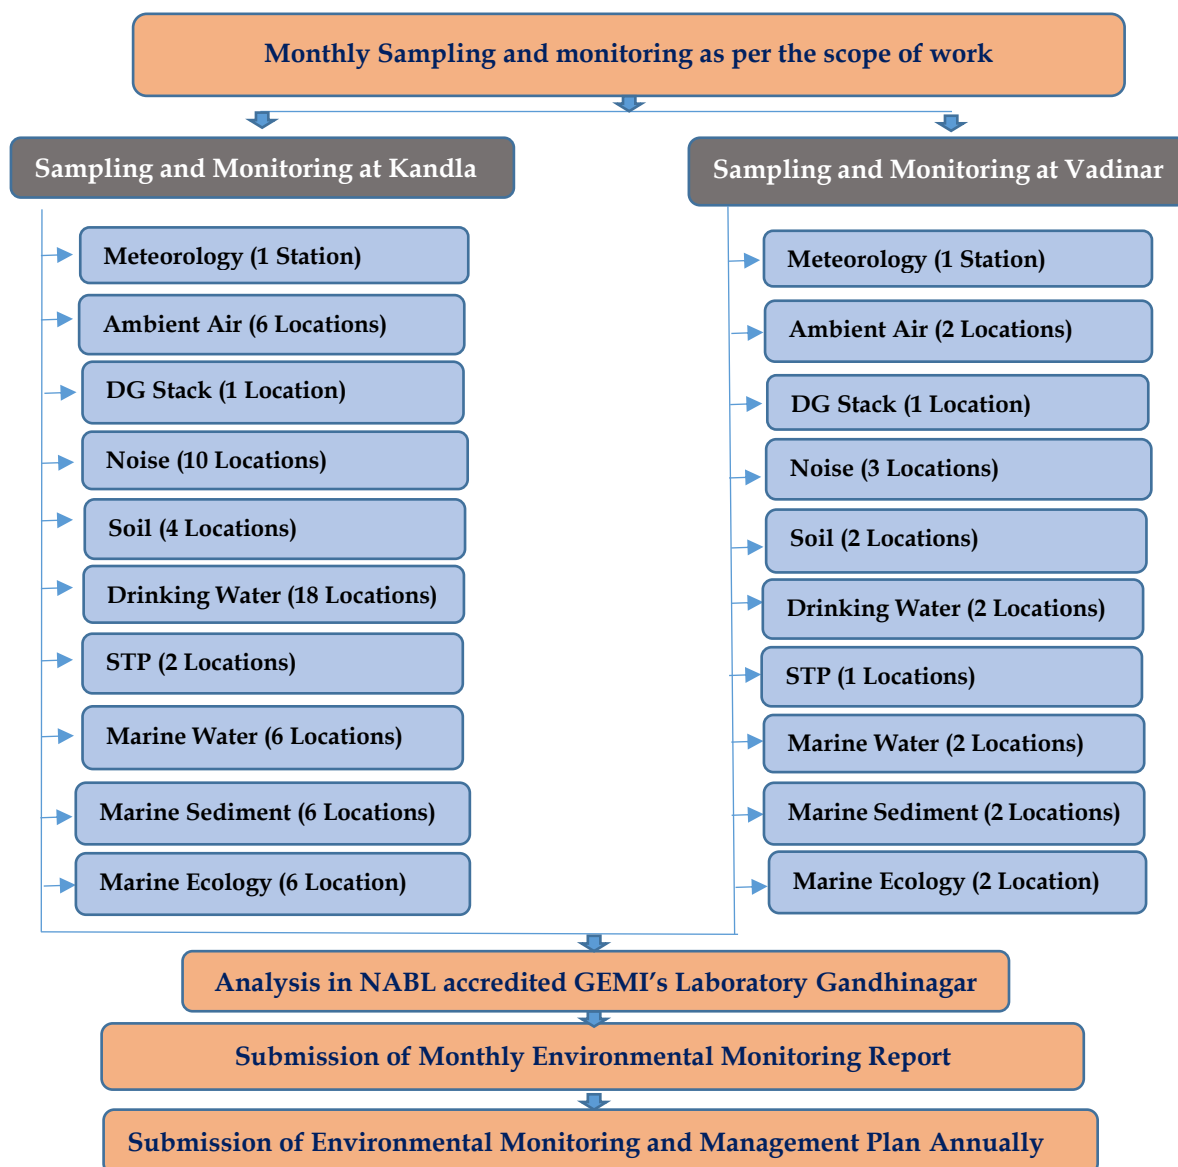 Monthly Sampling and monitoring as per the scope of work
Sampling and Monitoring at Kandla
Meteorology (1 Station)
Ambient Air (6 Locations)
DG Stack (1 Location)
Noise (10 Locations)
Soil (4 Locations)
Drinking Water (18 Locations)
STP (2 Locations)
Marine Water (6 Locations)
Marine Sediment (6 Locations)
Marine Ecology (6 Location)
Sampling and Monitoring at Vadinar
Meteorology (1 Station)
Ambient Air (2 Locations)
DG Stack (1 Location)
Noise (3 Locations)
Soil (2 Locations)
Drinking Water (2 Locations)
STP (1 Locations)
Marine Water (2 Locations)
Marine Sediment (2 Locations)
Marine Ecology (2 Location)
Analysis in NABL accredited GEMI’s Laboratory Gandhinagar
Submission of Monthly Environmental Monitoring Report
Submission of Environmental Monitoring and Management Plan Annually